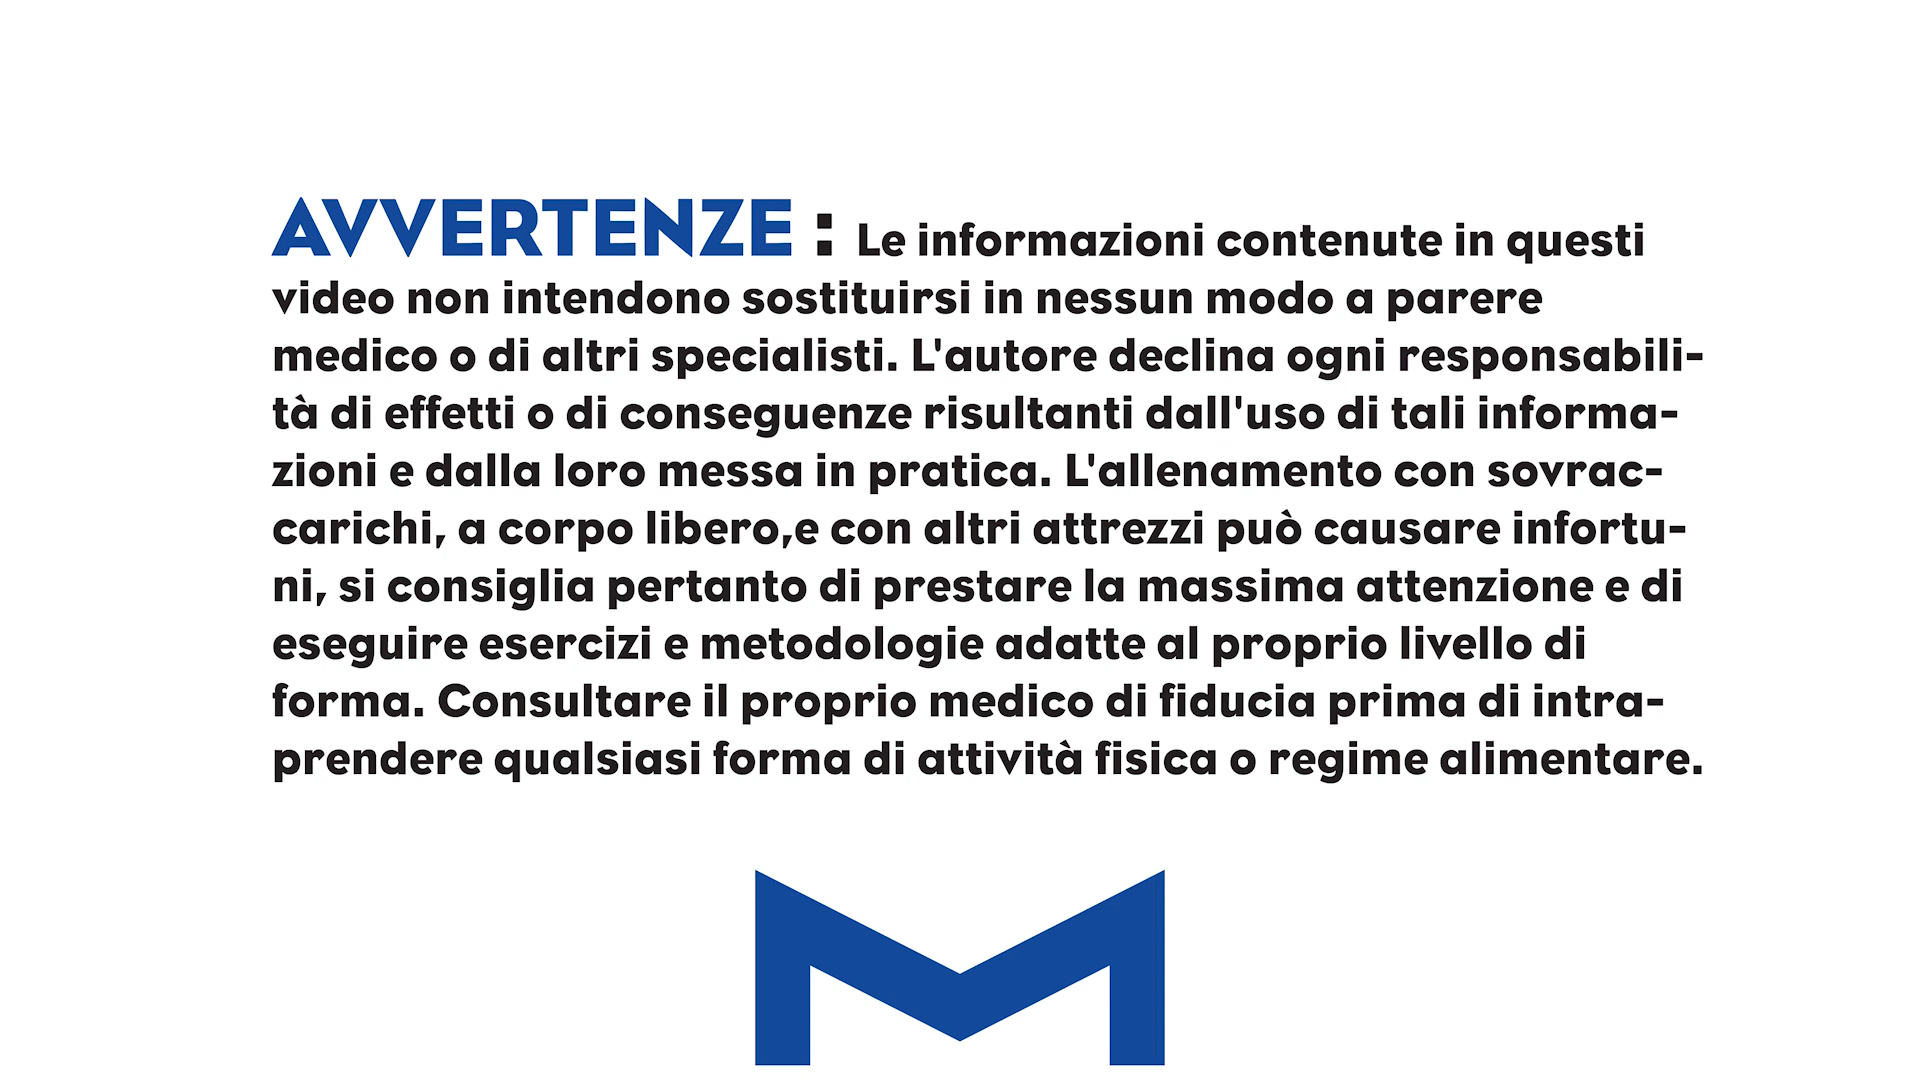 AVVERTENZE : Le informazioni contenute in questi
video non intendono sostituirsi in nessun modo a parere
medico o di altri specialisti. L'autore declina ogni responsabili-
tà di effetti o di conseguenze risultanti dall'uso di tali informa-
zioni e dalla loro messa in pratica. L'allenamento con sovrac-
carichi, a corpo libero,e con altri attrezzi può causare infortu-
ni, si consiglia pertanto di prestare la massima attenzione e di
eseguire esercizi e metodologie adatte al proprio livello di
forma. Consultare il proprio medico di fiducia prima di intra-
prendere qualsiasi forma di attività fisica o regime alimentare.
M